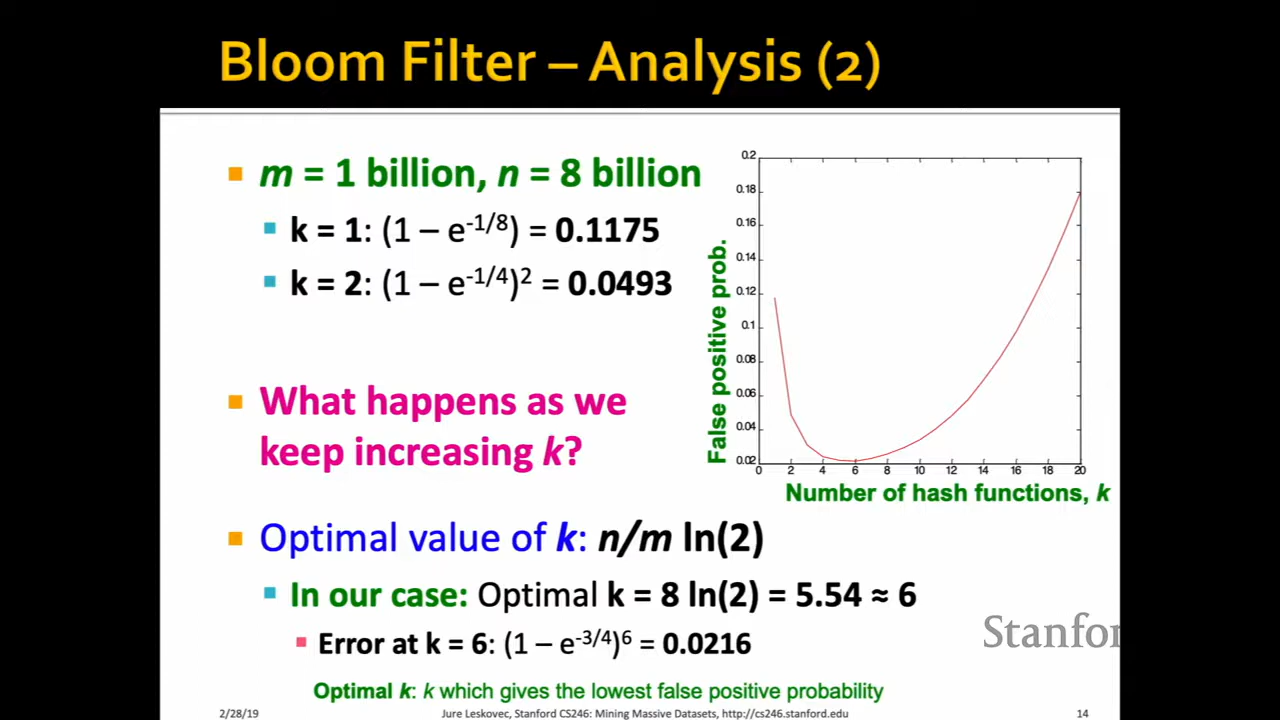 Bloom Filter – Analysis (2)
m = 1 billion, n = 8 billion
k = 1: (1 – e-1/8) = 0.1175
k = 2: (1 – e-1/4)2 = 0.0493
What happens as we
keep increasing k?
0.2
0.18
0.16
0.14
0.12
0.1
0.08
0.06
0.04
0.02
0 2 4 6 8 10 12 14 16 18 20
False positive prob.
Number of hash functions, k
Optimal value of k: n/m ln(2)
In our case: Optimal k = 8 ln(2) = 5.54 ≈ 6
Error at k = 6: (1 – e-3/4)6 = 0.0216
Stanfor
Optimal k: k which gives the lowest false positive probability
2/28/19
Jure Leskovec, Stanford CS246: Mining Massive Datasets, http://cs246.stanford.edu
14